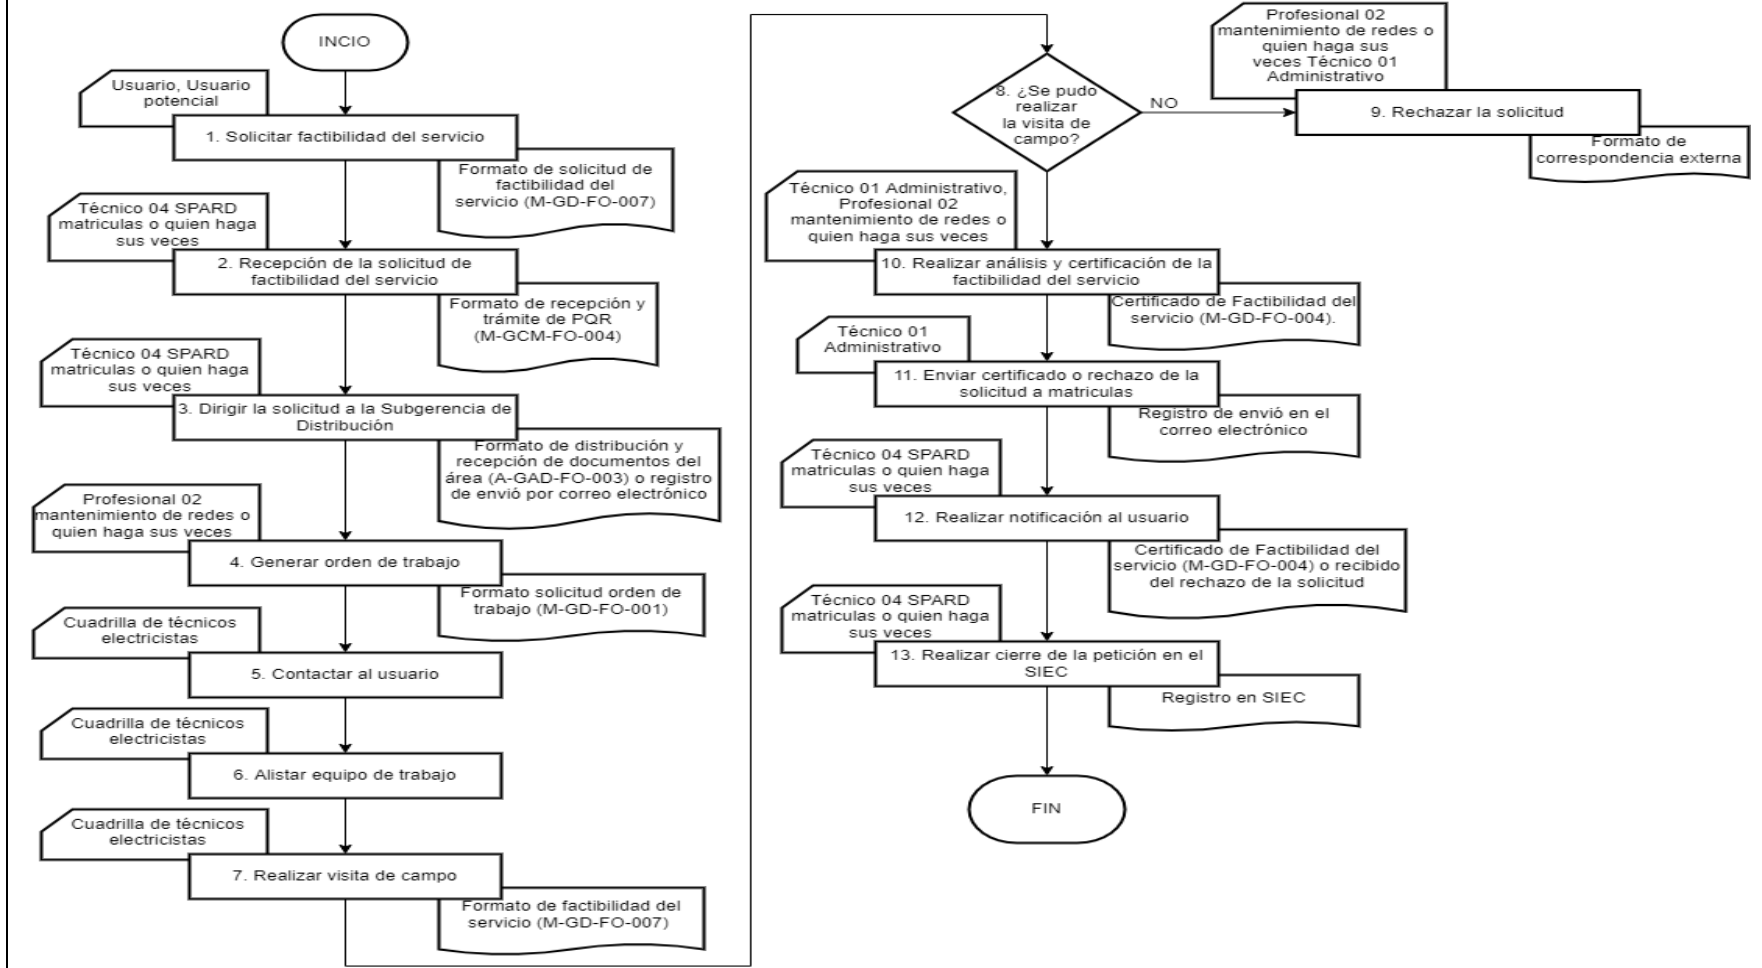 INCIO
Usuario, Usuario
potencial
1. Solicitar factibilidad del servicio
Formato de solicitud de
factibilidad del
servicio (M-GD-FO-007)
Técnico 04 SPARD
matriculas o quien haga
sus veces
2. Recepción de la solicitud de
factibilidad del servicio
Formato de recepción y
trámite de PQR
(M-GCM-FO-004)
Técnico 04 SPARD
matriculas o quien haga
sus veces
3. Dirigir la solicitud a la Subgerencia de
Distribución
Formato de distribución y
recepción de documentos del
área (A-GAD-FO-003) o registro
de envió por correo electrónico
Profesional 02
mantenimiento de redes o
quien haga sus veces
4. Generar orden de trabajo
Formato solicitud orden de
trabajo (M-GD-FO-001)
Cuadrilla de técnicos
electricistas
5. Contactar al usuario
Cuadrilla de técnicos
electricistas
6. Alistar equipo de trabajo
Cuadrilla de técnicos
electricistas
7. Realizar visita de campo
Formato de factibilidad del
servicio (M-GD-FO-007)
8. ¿Se pudo
realizar
la visita de
campo?
NO
Profesional 02
mantenimiento de redes o
quien haga sus
veces Técnico 01
Administrativo
9. Rechazar la solicitud
Formato de
correspondencia externa
Técnico 01 Administrativo,
Profesional 02
mantenimiento de redes o
quien haga sus veces
10. Realizar análisis y certificación de la
factibilidad del servicio
Certificado de Factibilidad del
servicio (M-GD-FO-004).
Técnico 01
Administrativo
11. Enviar certificado o rechazo de la
solicitud a matriculas
Registro de envió en el
correo electrónico
Técnico 04 SPARD
matriculas o quien haga
sus veces
12. Realizar notificación al usuario
Certificado de Factibilidad del
servicio (M-GD-FO-004) o recibido
del rechazo de la solicitud
Técnico 04 SPARD
matriculas o quien haga
sus veces
13. Realizar cierre de la petición en el
SIEC
Registro en SIEC
FIN